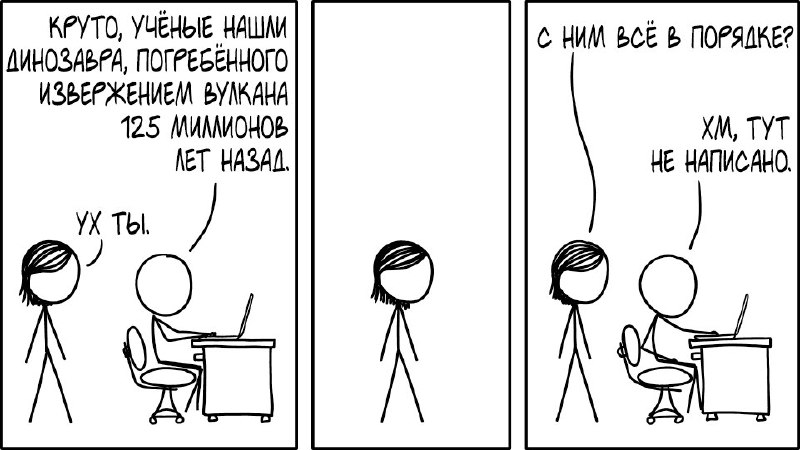 КРУТО, УЧЁНЫЕ НАШЛИ
ДИНОЗАВРА, ПОГРЕБЁННОГО
ИЗВЕРЖЕНИЕМ ВУЛКАНА
125 МИЛЛИОНОВ
ЛЕТ НАЗАД.
УХ ТЫ.
С НИМ ВСЁ В ПОРЯДКЕ?
ХМ, ТУТ
НЕ НАПИСАНО.